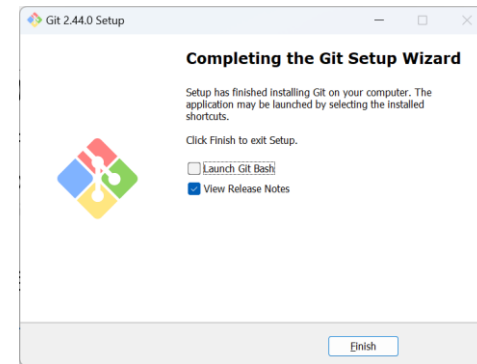 Git 2.44.0 Setup
Completing the Git Setup Wizard
Setup has finished installing Git on your computer. The
application may be launched by selecting the installed
shortcuts.
Click Finish to exit Setup.
Launch Git Bash
View Release Notes
Finish